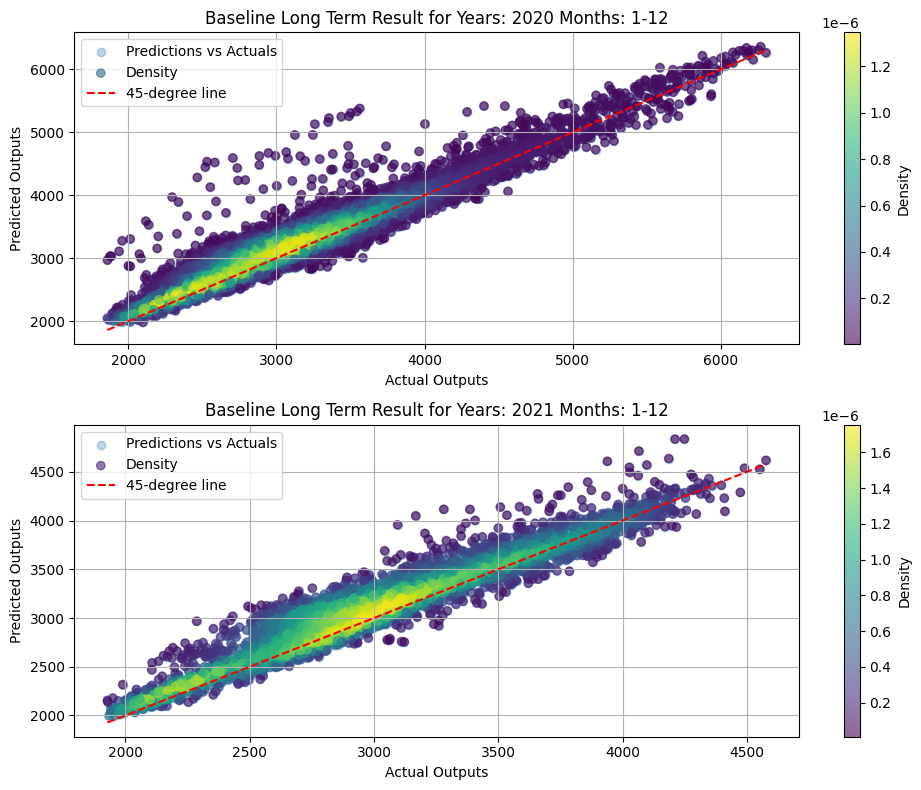 Baseline Long Term Result for Years: 2020 Months: 1-12
1e−6
Predictions vs Actuals
Density
45-degree line
6000
5000
4000
3000
2000
Predicted Outputs
2000 3000 4000 5000 6000
Actual Outputs
1.2
1.0
0.8
0.6
0.4
0.2
Density
Baseline Long Term Result for Years: 2021 Months: 1-12
1e−6
Predictions vs Actuals
Density
45-degree line
4500
4000
3500
3000
2500
2000
Predicted Outputs
2000 2500 3000 3500 4000 4500
Actual Outputs
1.6
1.4
1.2
1.0
0.8
0.6
0.4
0.2
Density